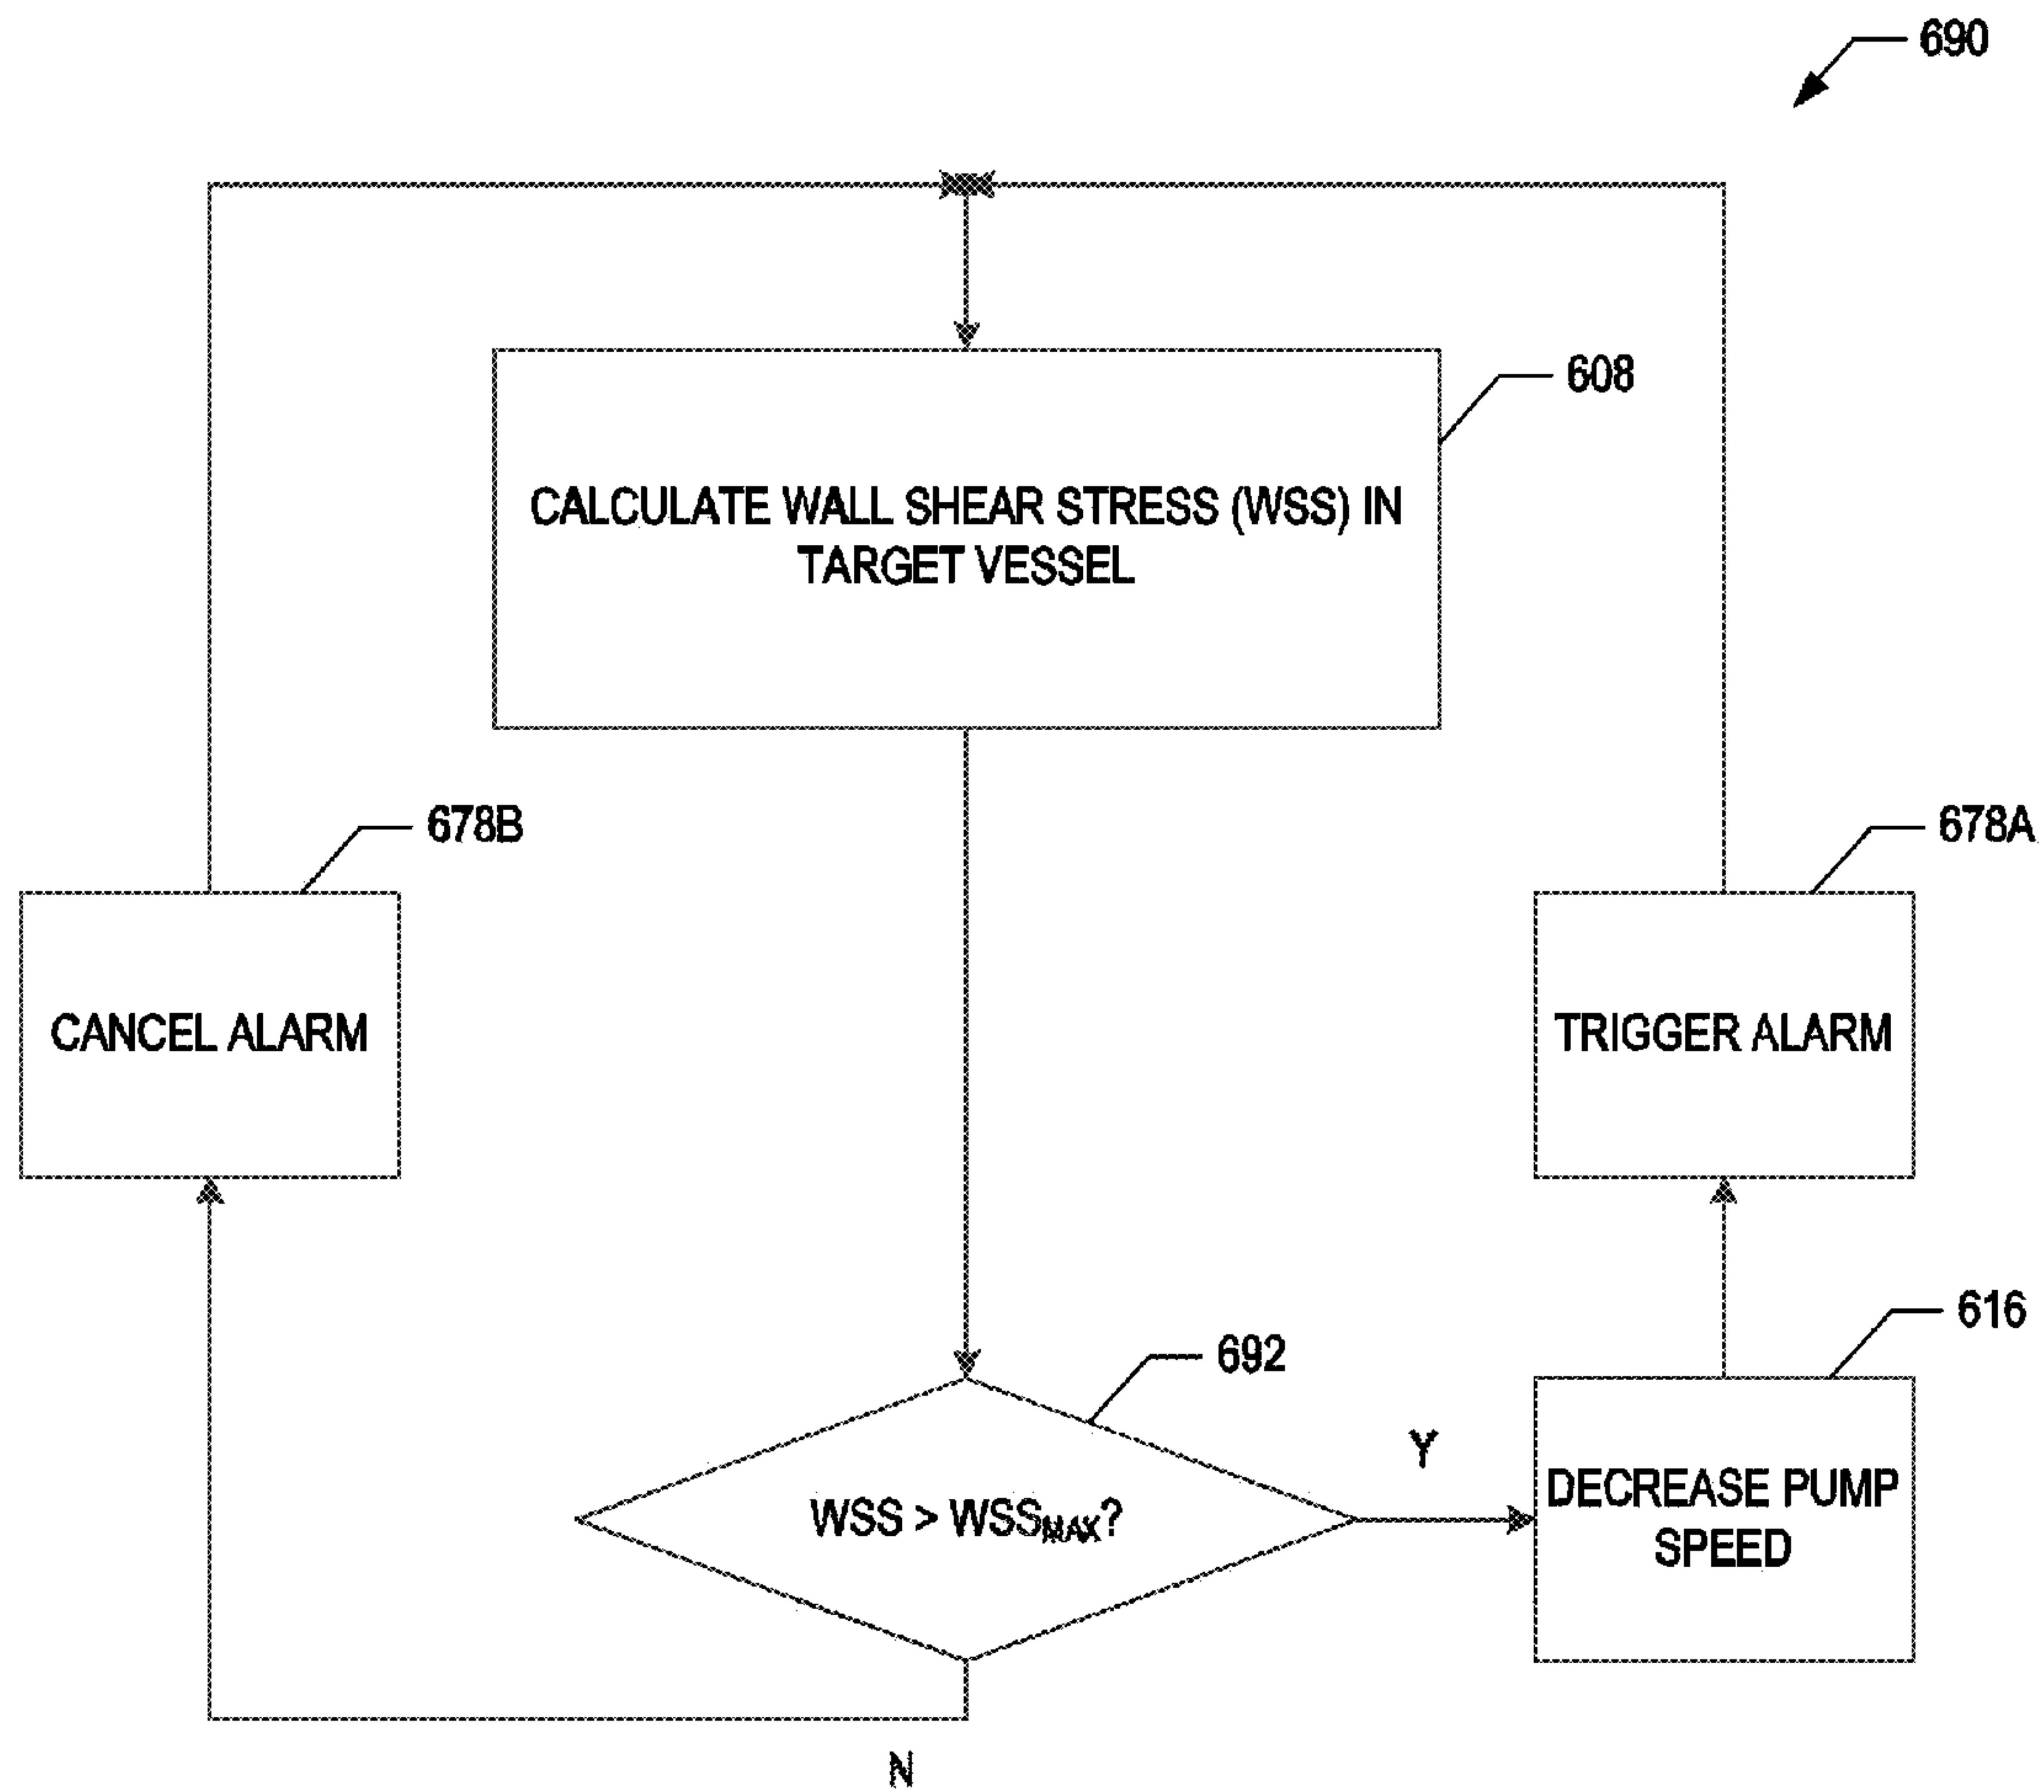 690
608
CALCULATE WALL SHEAR STRESS (WSS) IN
TARGET VESSEL
678B
678A
CANCEL ALARM
TRIGGER ALARM
616
692
Y
DECREASE PUMP
SPEED
WSS > WSSMAX?
N